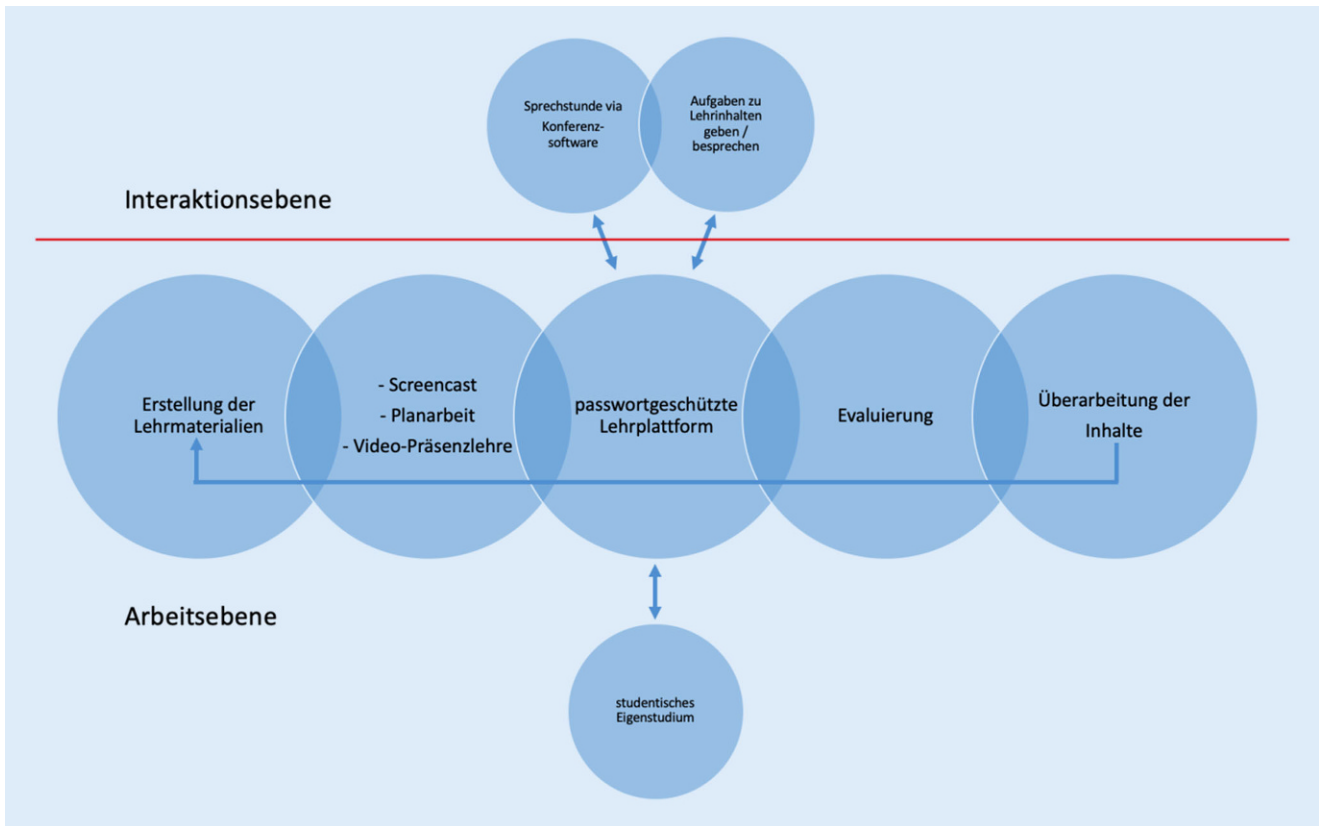 Sprechstunde via
Konferenz-
software
Aufgaben zu
Lehrinhalten
geben /
besprechen
Interaktionsebene
Erstellung der
Lehrmaterialien
- Screencast
- Planarbeit
- Video-Präsenzlehre
passwortgeschützte
Lehrplattform
Evaluierung
Überarbeitung der
Inhalte
Arbeitsebene
studentisches
Eigenstudium